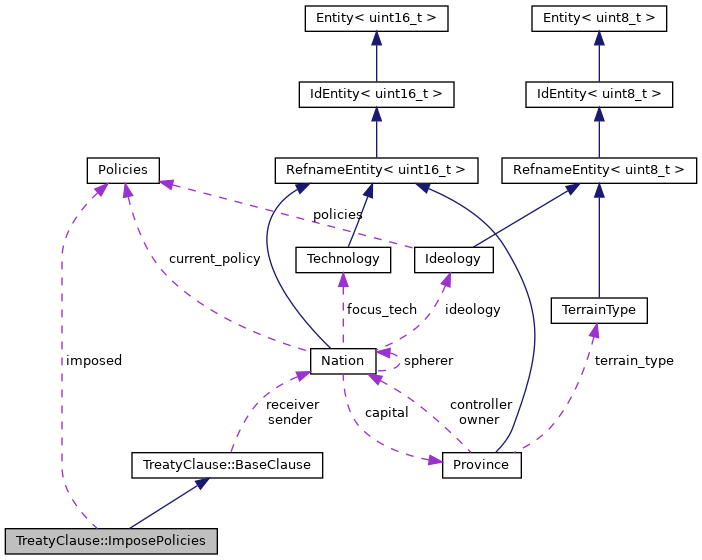 Entity< uint16_t >
Entity< uint8_t >
IdEntity< uint16_t >
IdEntity< uint8_t >
Policies
RefnameEntity< uint16_t >
RefnameEntity< uint8_t >
policies
current_policy
Technology
Ideology
focus_tech
ideology
TerrainType
imposed
Nation
spherer
terrain_type
receiver
sender
capital
controller
owner
TreatyClause::BaseClause
Province
TreatyClause::ImposePolicies